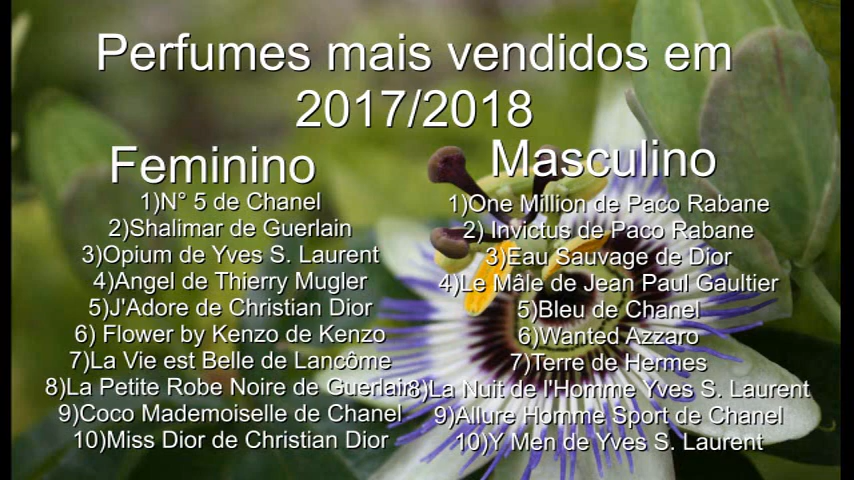 Perfumes mais vendidos em
2017/2018
Feminino
1)N° 5 de Chanel
2)Shalimar de Guerlain
3)Opium de Yves S. Laurent
4)Angel de Thierry Mugler
5)J'Adore de Christian Dior
6) Flower by Kenzo de Kenzo
7)La Vie est Belle de Lancôme
8)La Petite Robe Noire de Guerlain
9)Coco Mademoiselle de Chanel
10)Miss Dior de Christian Dior
Masculino
1)One Million de Paco Rabane
2) Invictus de Paco Rabane
3)Eau Sauvage de Dior
4)Le Mâle de Jean Paul Gaultier
5)Bleu de Chanel
6)Wanted Azzaro
7)Terre de Hermes
8)La Nuit de l'Homme Yves S. Laurent
9)Allure Homme Sport de Chanel
10)Y Men de Yves S. Laurent